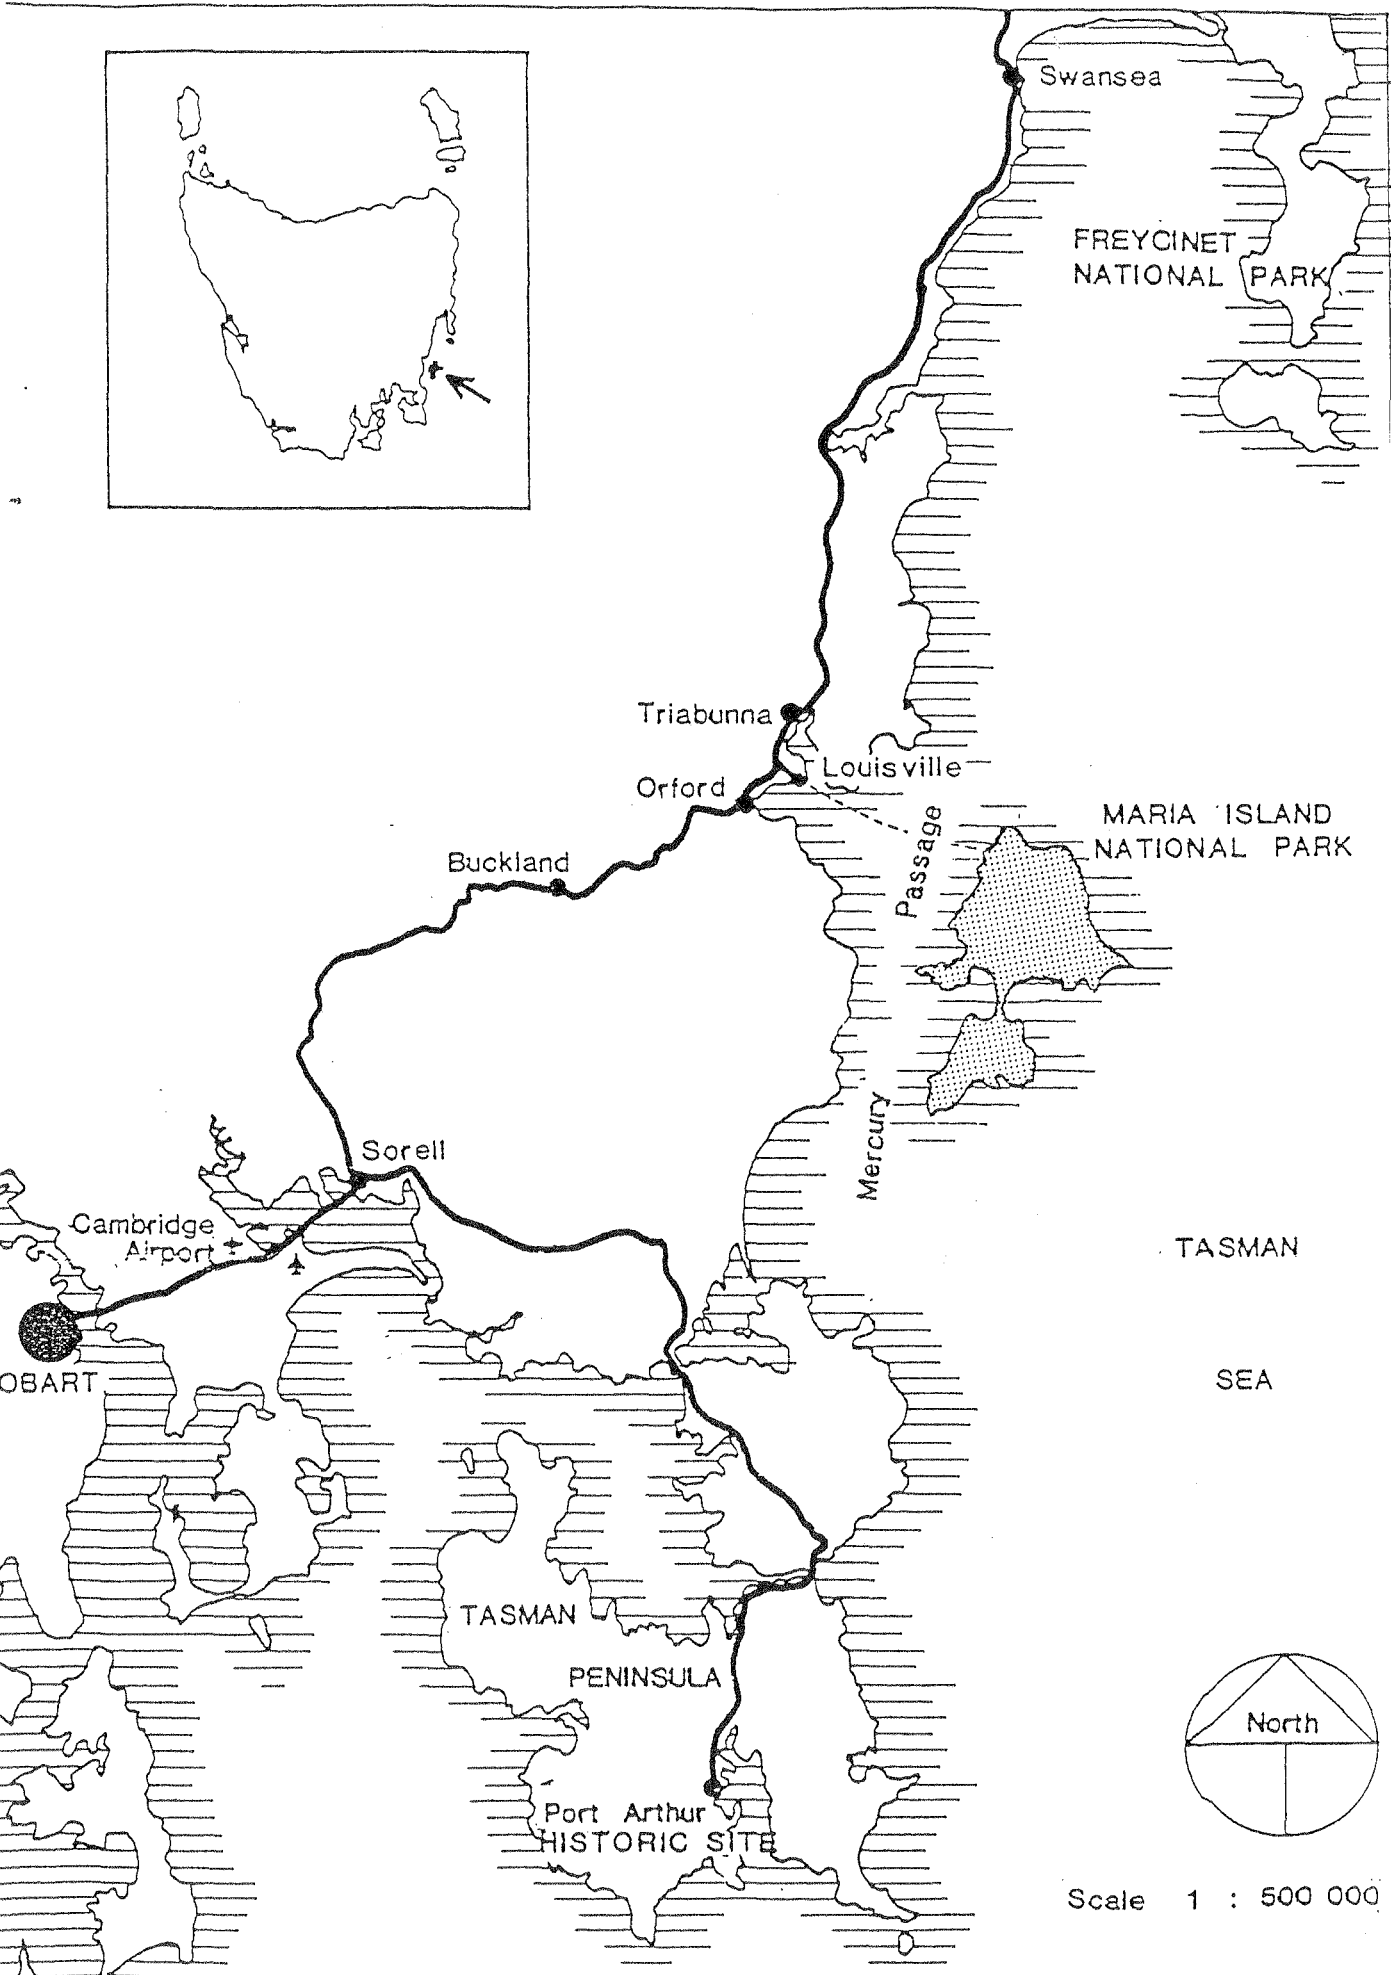 Swansea
FREYCINET
NATIONAL PARK
Triabunna
Louisville
Orford
MARIA ISLAND
NATIONAL PARK
Passage
Buckland
Mercury
Sorell
Cambridge
Airport
TASMAN
SEA
OBART
TASMAN
PENINSULA
North
Port Arthur
HISTORIC SITE
Scale 1 : 500 000